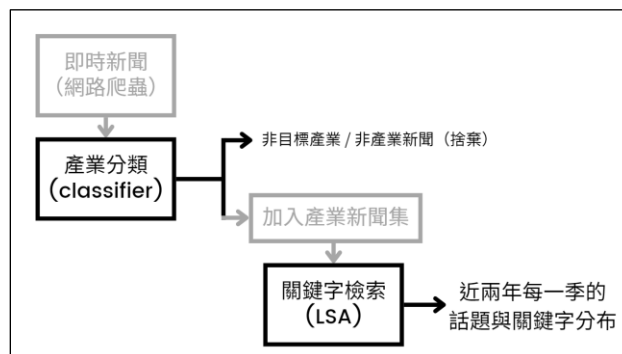 即時新聞
(網路爬蟲)
產業分類
(classifier)
非目標產業 / 非產業新聞（捨棄）
加入產業新聞集
關鍵字檢索
(LSA)
近兩年每一季的
話題與關鍵字分布